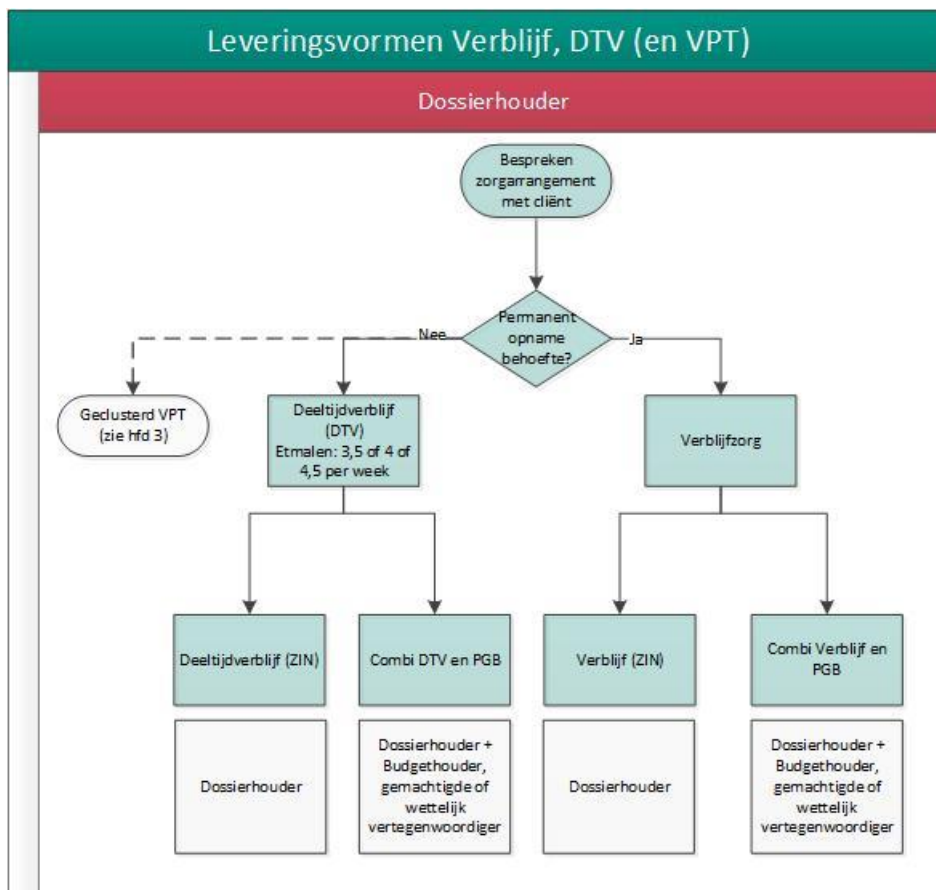 Leveringsvormen Verblijf, DTV (en VPT)
Dossierhouder
Bespreken
zorgarrangement
met cliënt
Permanent
opname
behoefte?
Nee
Ja
Geclusterd VPT
(zie hfd 3)
Deeltijdverblijf
(DTV)
Etmalen: 3,5 of 4 of
4,5 per week
Verblijfzorg
Deeltijdverblijf (ZIN)
Combi DTV en PGB
Verblijf (ZIN)
Combi Verblijf en
PGB
Dossierhouder
Dossierhouder +
Budgethouder,
gemachtigde of
wettelijk
vertegenwoordiger
Dossierhouder
Dossierhouder +
Budgethouder,
gemachtigde of
wettelijk
vertegenwoordiger